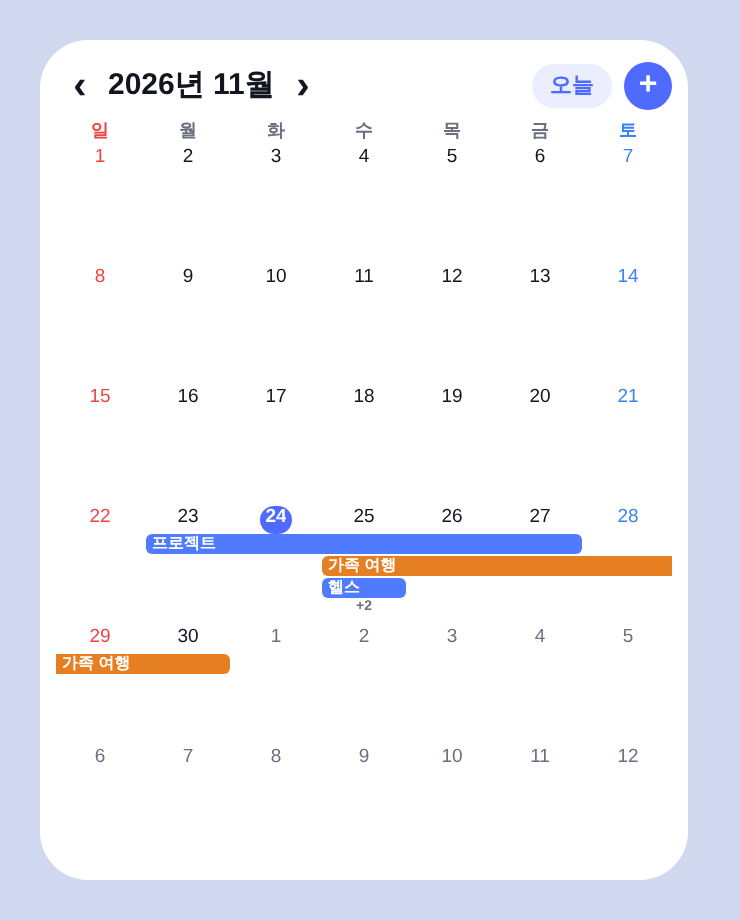 ‹ 2026년 11월 › 오늘 +
일 월 화 수 목 금 토
1 2 3 4 5 6 7
8 9 10 11 12 13 14
15 16 17 18 19 20 21
22 23 24 25 26 27 28
프로젝트
가족 여행
헬스
+2
29 30 1 2 3 4 5
가족 여행
6 7 8 9 10 11 12